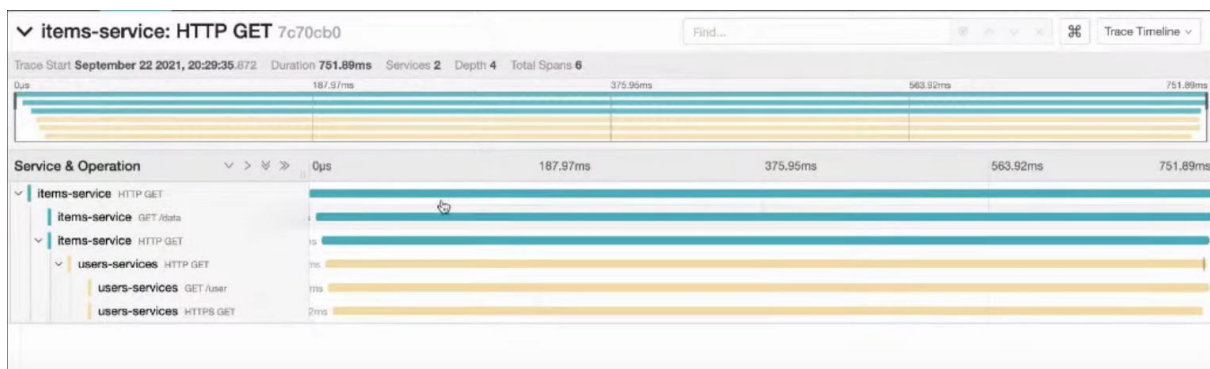 items-service: HTTP GET 7c70cb0
Find...
Trace Timeline
Trace Start September 22 2021, 20:29:35.672 Duration 751.89ms Services 2 Depth 4 Total Spans 6
0μs 187.97ms 375.95ms 563.92ms 751.89ms
Service & Operation 0μs 187.97ms 375.95ms 563.92ms 751.89ms
items-service HTTP GET
items-service GET /data
items-service HTTP GET
users-services HTTP GET
users-services GET /user
users-services HTTPS GET 2ms